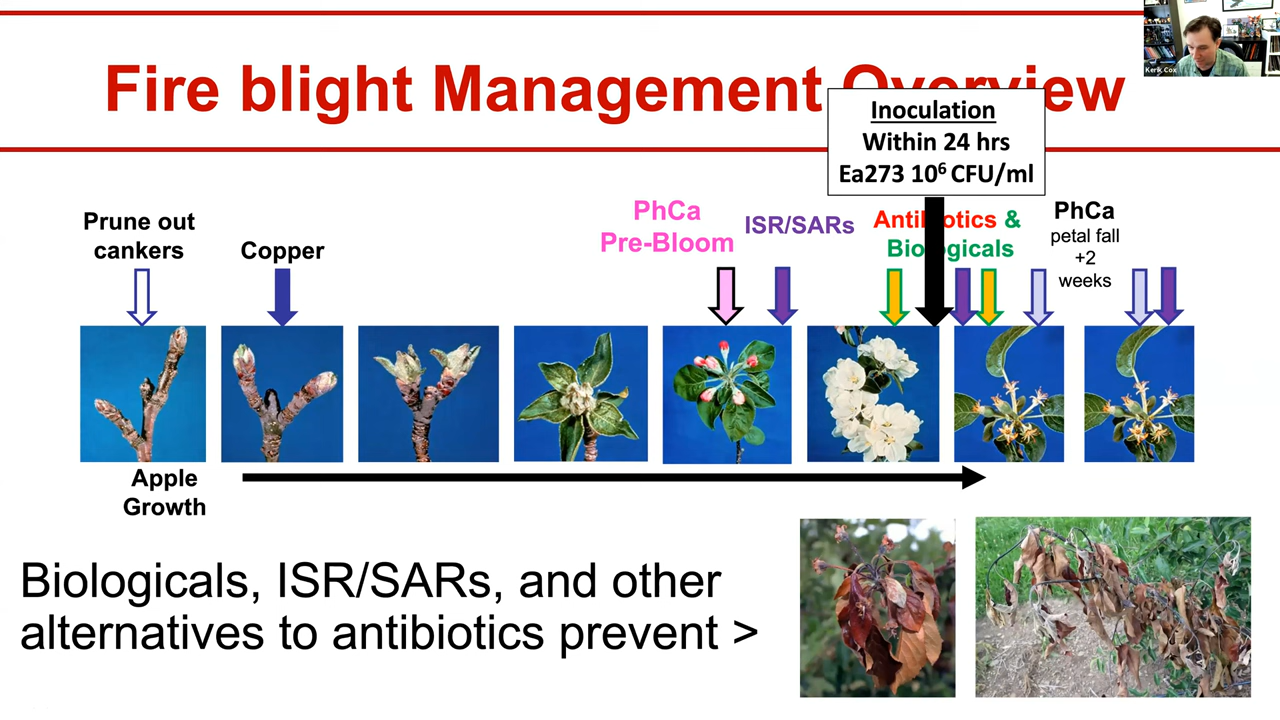 Kerik Cox
Fire blight Management Overview
Inoculation
Within 24 hrs
Ea273 10⁶ CFU/ml
Prune out
cankers
Copper
PhCa
Pre-Bloom
ISR/SARs
Antibiotics &
Biologicals
PhCa
petal fall
+2
weeks
Apple
Growth
Biologicals, ISR/SARs, and other
alternatives to antibiotics prevent >